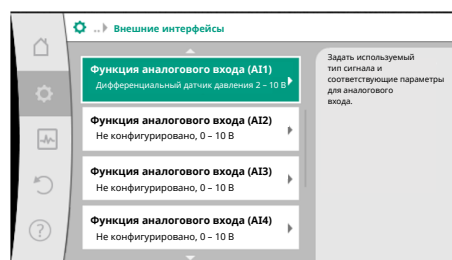 ..  Внешние интерфейсы
Функция аналогового входа (AI1)
Дифференциальный датчик давления 2 – 10 В
Функция аналогового входа (AI2)
Не конфигурировано, 0 – 10 В
Функция аналогового входа (AI3)
Не конфигурировано, 0 – 10 В
Функция аналогового входа (AI4)
Не конфигурировано, 0 – 10 В
Задать используемый
тип сигнала и
соответствующие параметры
для аналогового
входа.